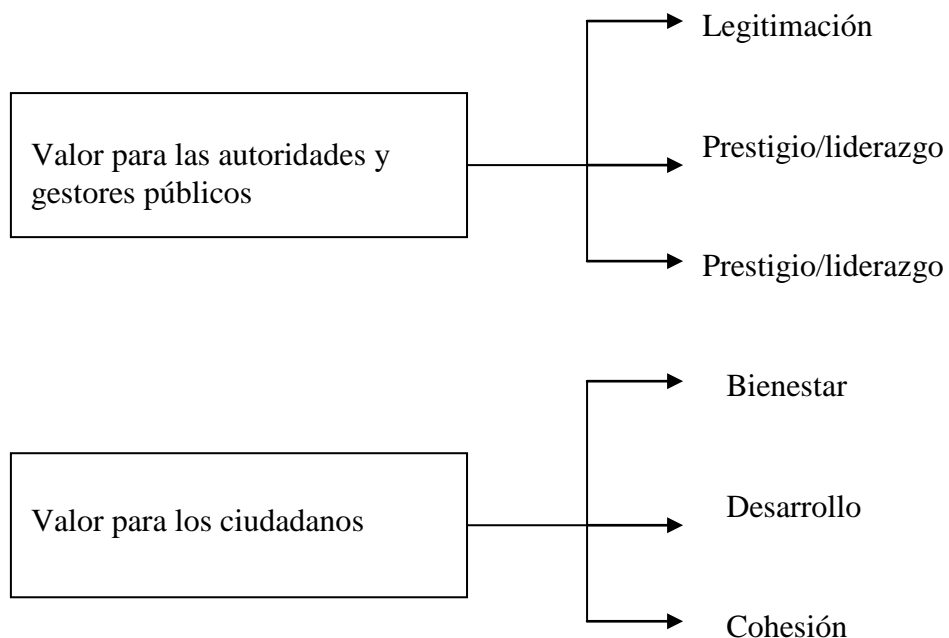 Legitimación
Valor para las autoridades y
gestores públicos
Prestigio/liderazgo
Prestigio/liderazgo
Bienestar
Valor para los ciudadanos
Desarrollo
Cohesión